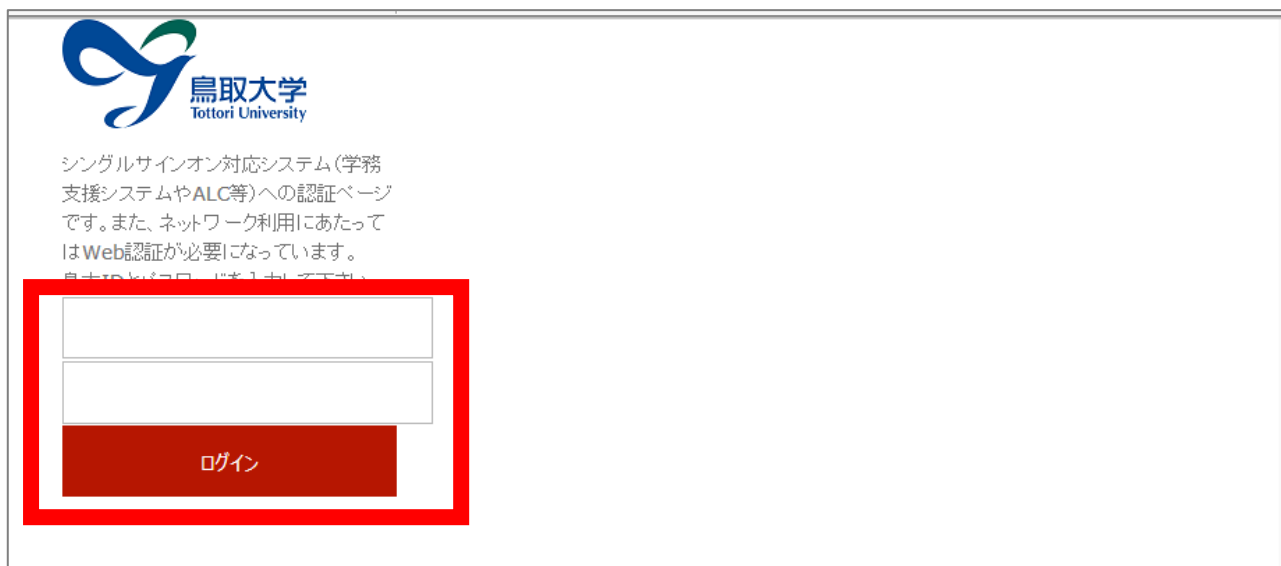 鳥取大学
Tottori University
シングルサインオン対応システム(学務
支援システムやALC等)への認証ページ
です。また、ネットワーク利用にあたって
はWeb認証が必要になっています。
ログイン